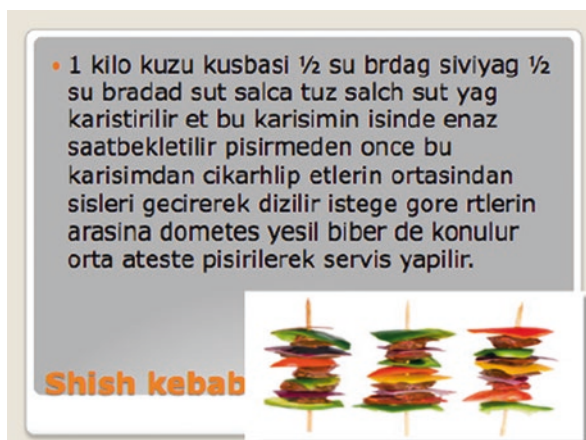 • 1 kilo kuzu kusbasi ½ su brdag siviyag ½
su bradad sut salca tuz salch sut yag
karistirilir et bu karisimin isinde enaz
saatbekletilir pisirmeden once bu
karisimdan cikarhlip etlerin ortasindan
sisleri gecirerek dizilir istege gore rtlerin
arasina dometes yesil biber de konulur
orta ateste pisirilerek servis yapilir.
Shish kebab